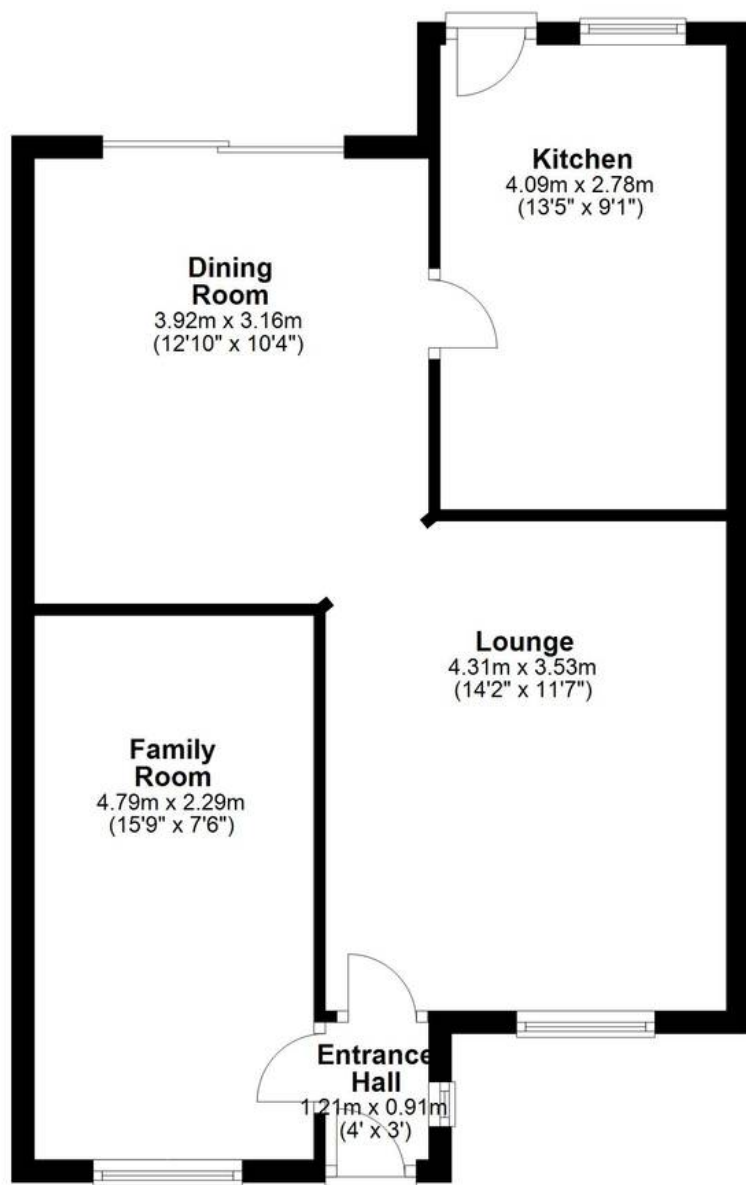 Kitchen
4.09m x 2.78m
(13'5" x 9'1")
Dining
Room
3.92m x 3.16m
(12'10" x 10'4")
Lounge
4.31m x 3.53m
(14'2" x 11'7")
Family
Room
4.79m x 2.29m
(15'9" x 7'6")
Entrance
Hall
1.21m x 0.91m
(4' x 3')